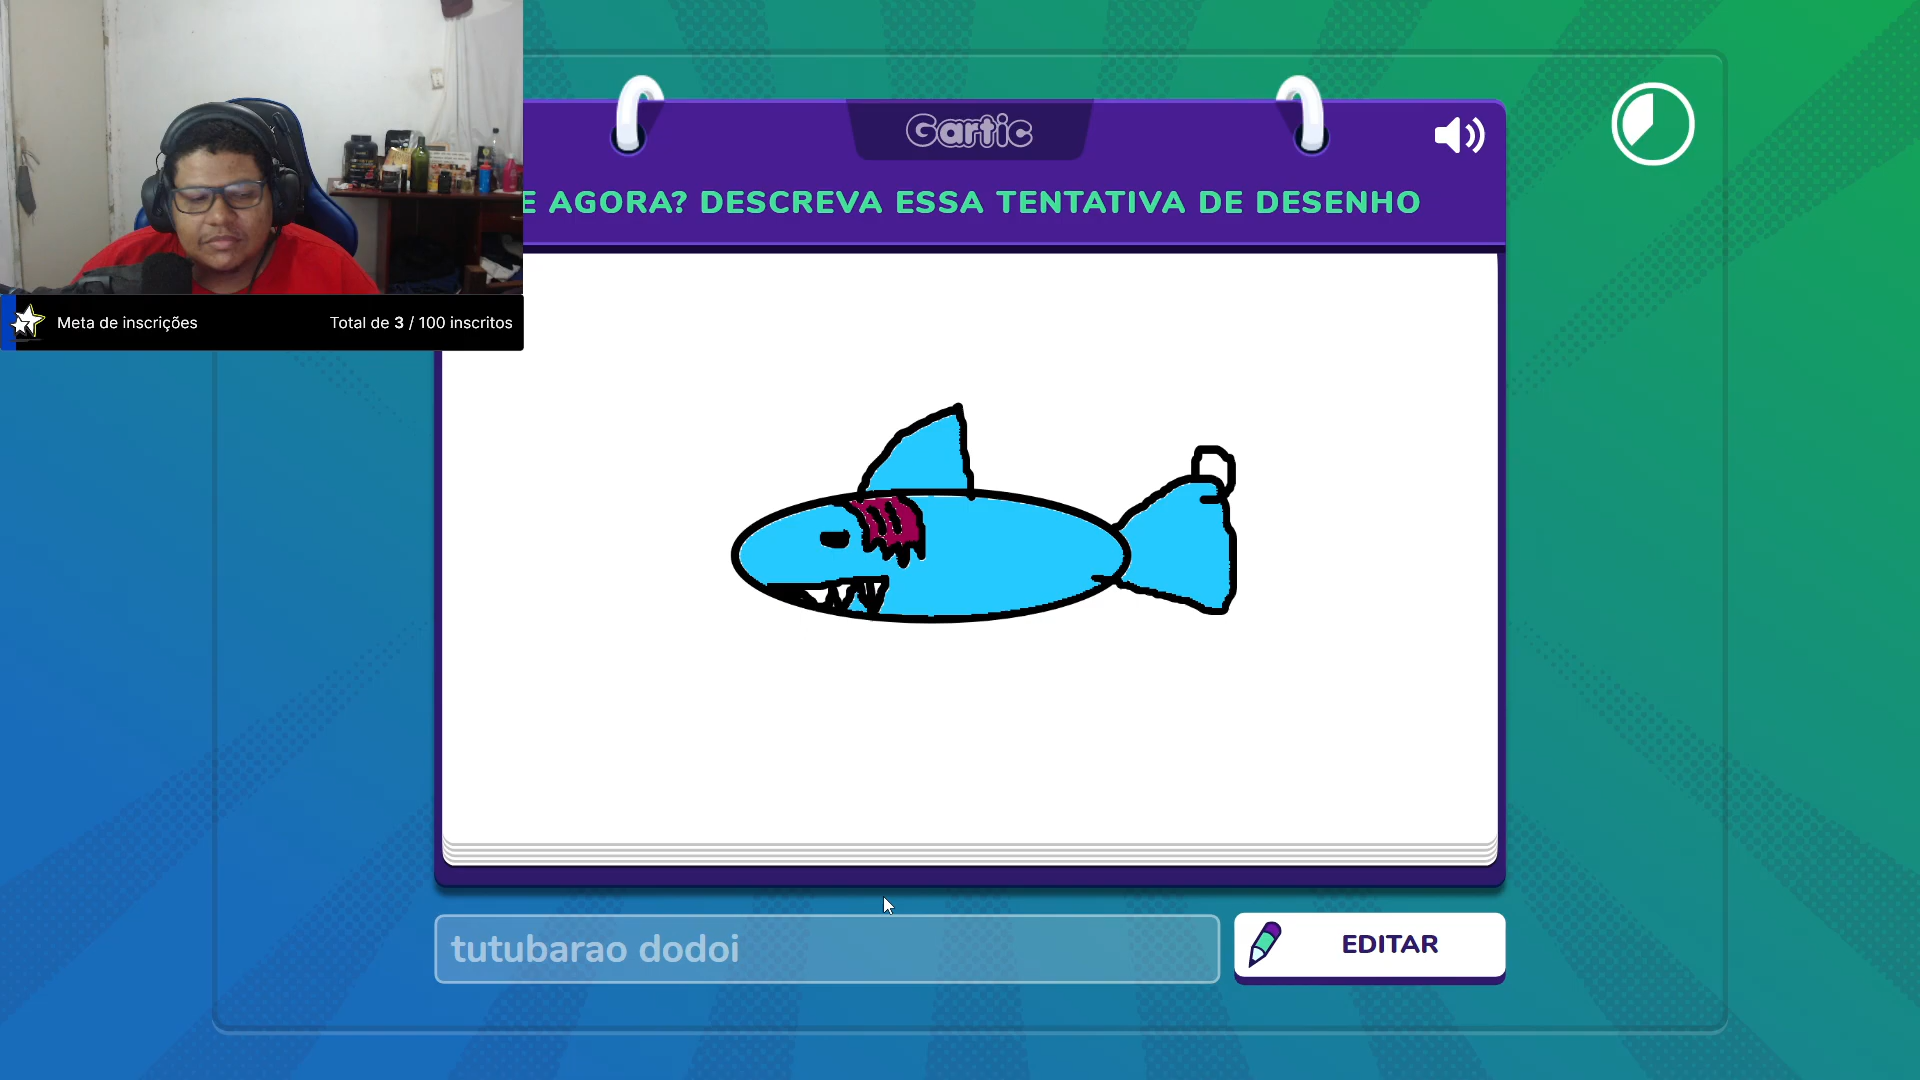 Gartic
E AGORA? DESCREVA ESSA TENTATIVA DE DESENHO
Meta de inscrições
Total de 3 / 100 inscritos
tutubarao dodoi
EDITAR